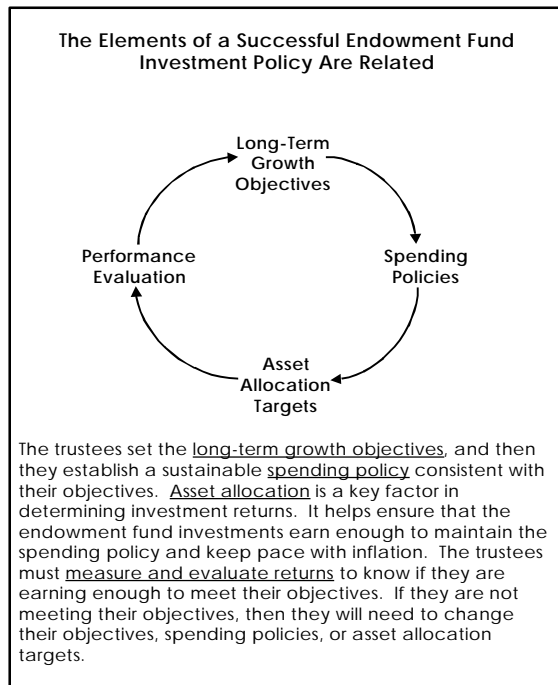 The Elements of a Successful Endowment Fund
Investment Policy Are Related
Long-Term
Growth
Objectives
Performance
Evaluation
Spending
Policies
Asset
Allocation
Targets
The trustees set the long-term growth objectives, and then
they establish a sustainable spending policy consistent with
their objectives.  Asset allocation is a key factor in
determining investment returns.  It helps ensure that the
endowment fund investments earn enough to maintain the
spending policy and keep pace with inflation.  The trustees
must measure and evaluate returns to know if they are
earning enough to meet their objectives.  If they are not
meeting their objectives, then they will need to change
their objectives, spending policies, or asset allocation
targets.